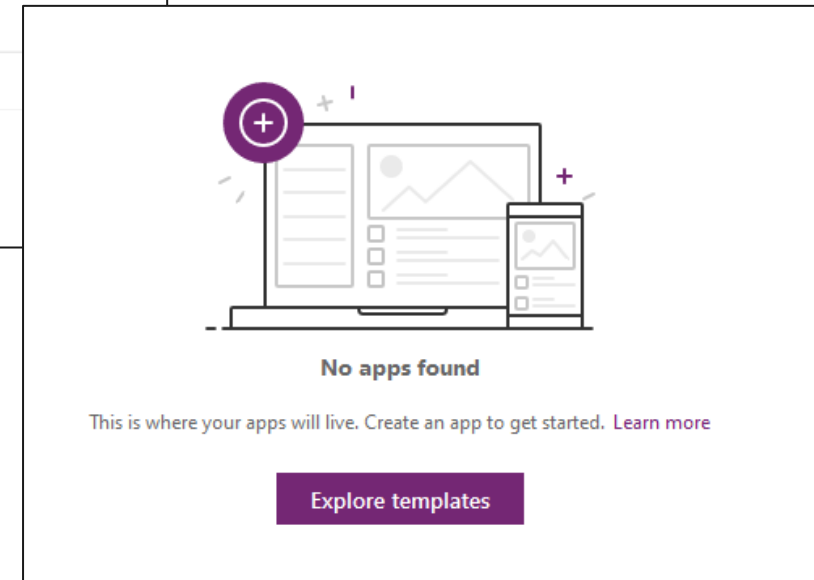 No apps found
This is where your apps will live. Create an app to get started. Learn more
Explore templates